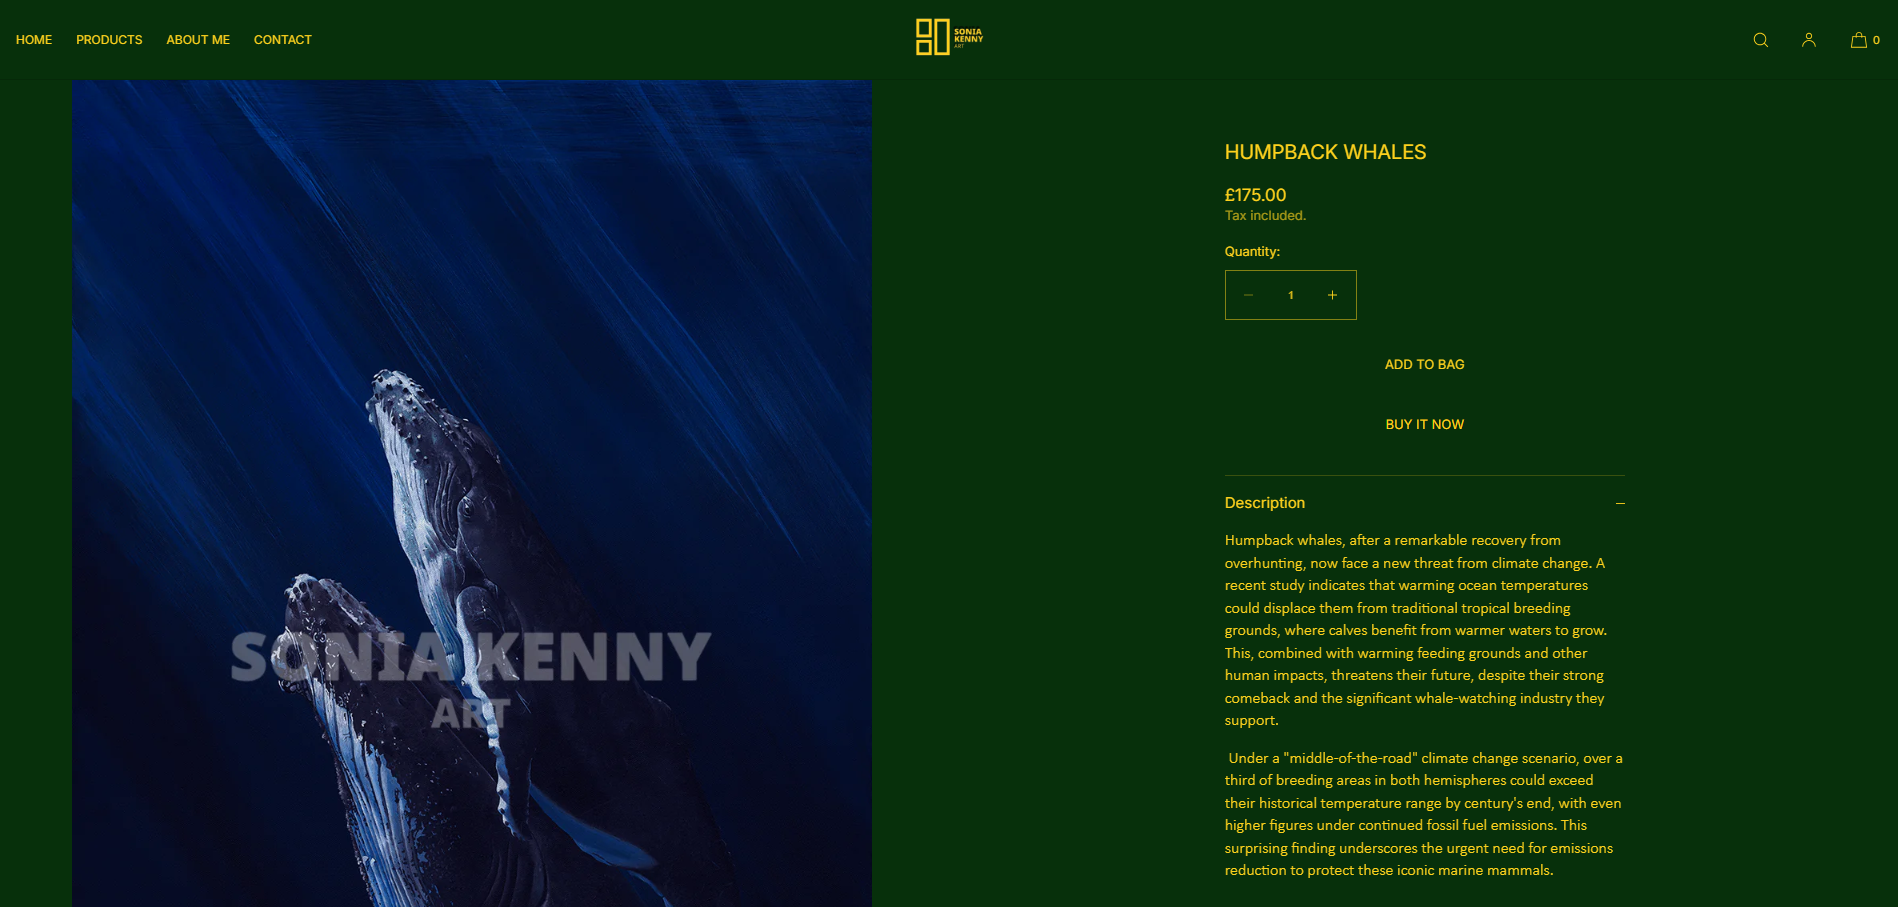 HOME
PRODUCTS
ABOUT ME
CONTACT
SONIA
KENNY
ART
0
SONIA KENNY
ART
HUMPBACK WHALES
£175.00
Tax included.
Quantity:
1
ADD TO BAG
BUY IT NOW
Description
Humpback whales, after a remarkable recovery from
overhunting, now face a new threat from climate change. A
recent study indicates that warming ocean temperatures
could displace them from traditional tropical breeding
grounds, where calves benefit from warmer waters to grow.
This, combined with warming feeding grounds and other
human impacts, threatens their future, despite their strong
comeback and the significant whale-watching industry they
support.
Under a "middle-of-the-road" climate change scenario, over a
third of breeding areas in both hemispheres could exceed
their historical temperature range by century's end, with even
higher figures under continued fossil fuel emissions. This
surprising finding underscores the urgent need for emissions
reduction to protect these iconic marine mammals.